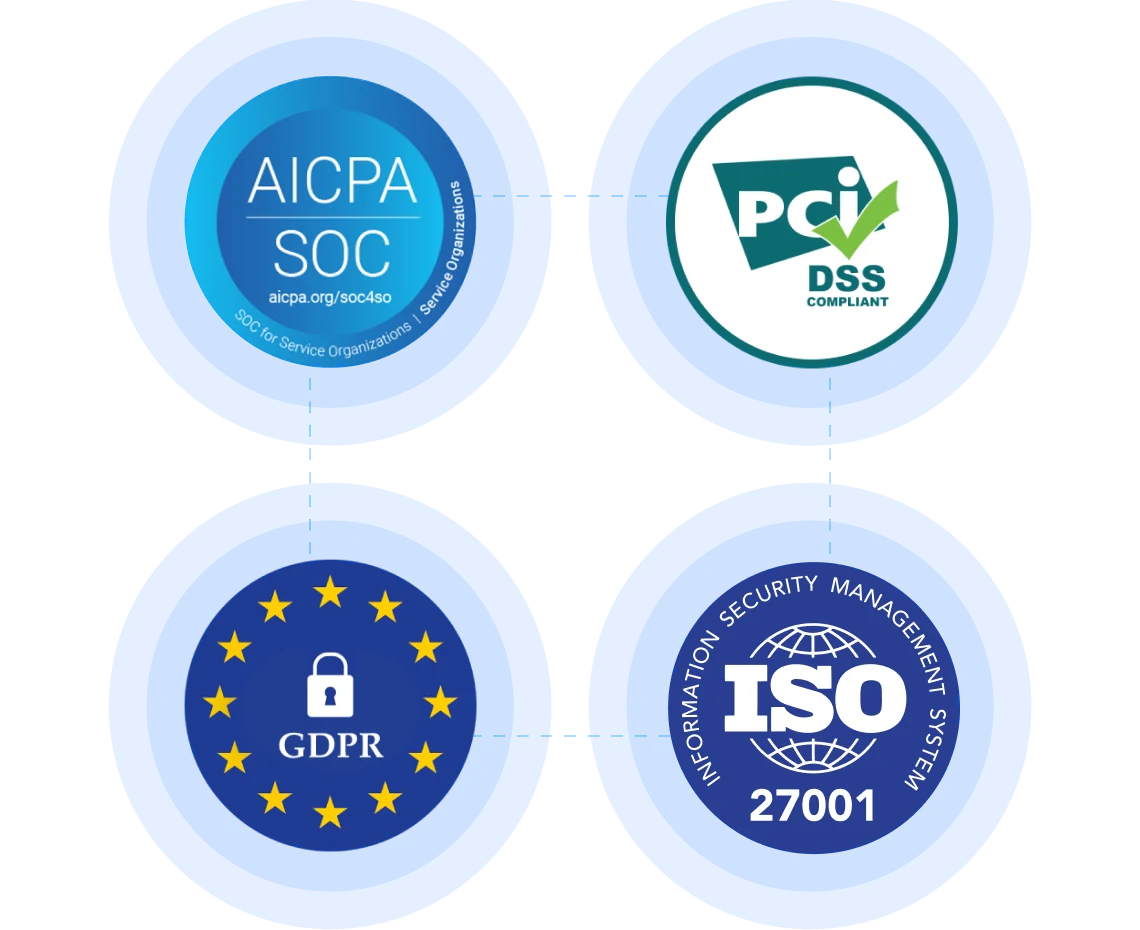 AICPA
SOC
aicpa.org/soc4so
SOC for Service Organizations | Service Organizations
PCi
DSS
COMPLIANT
GDPR
INFORMATION SECURITY MANAGEMENT SYSTEM
ISO
27001